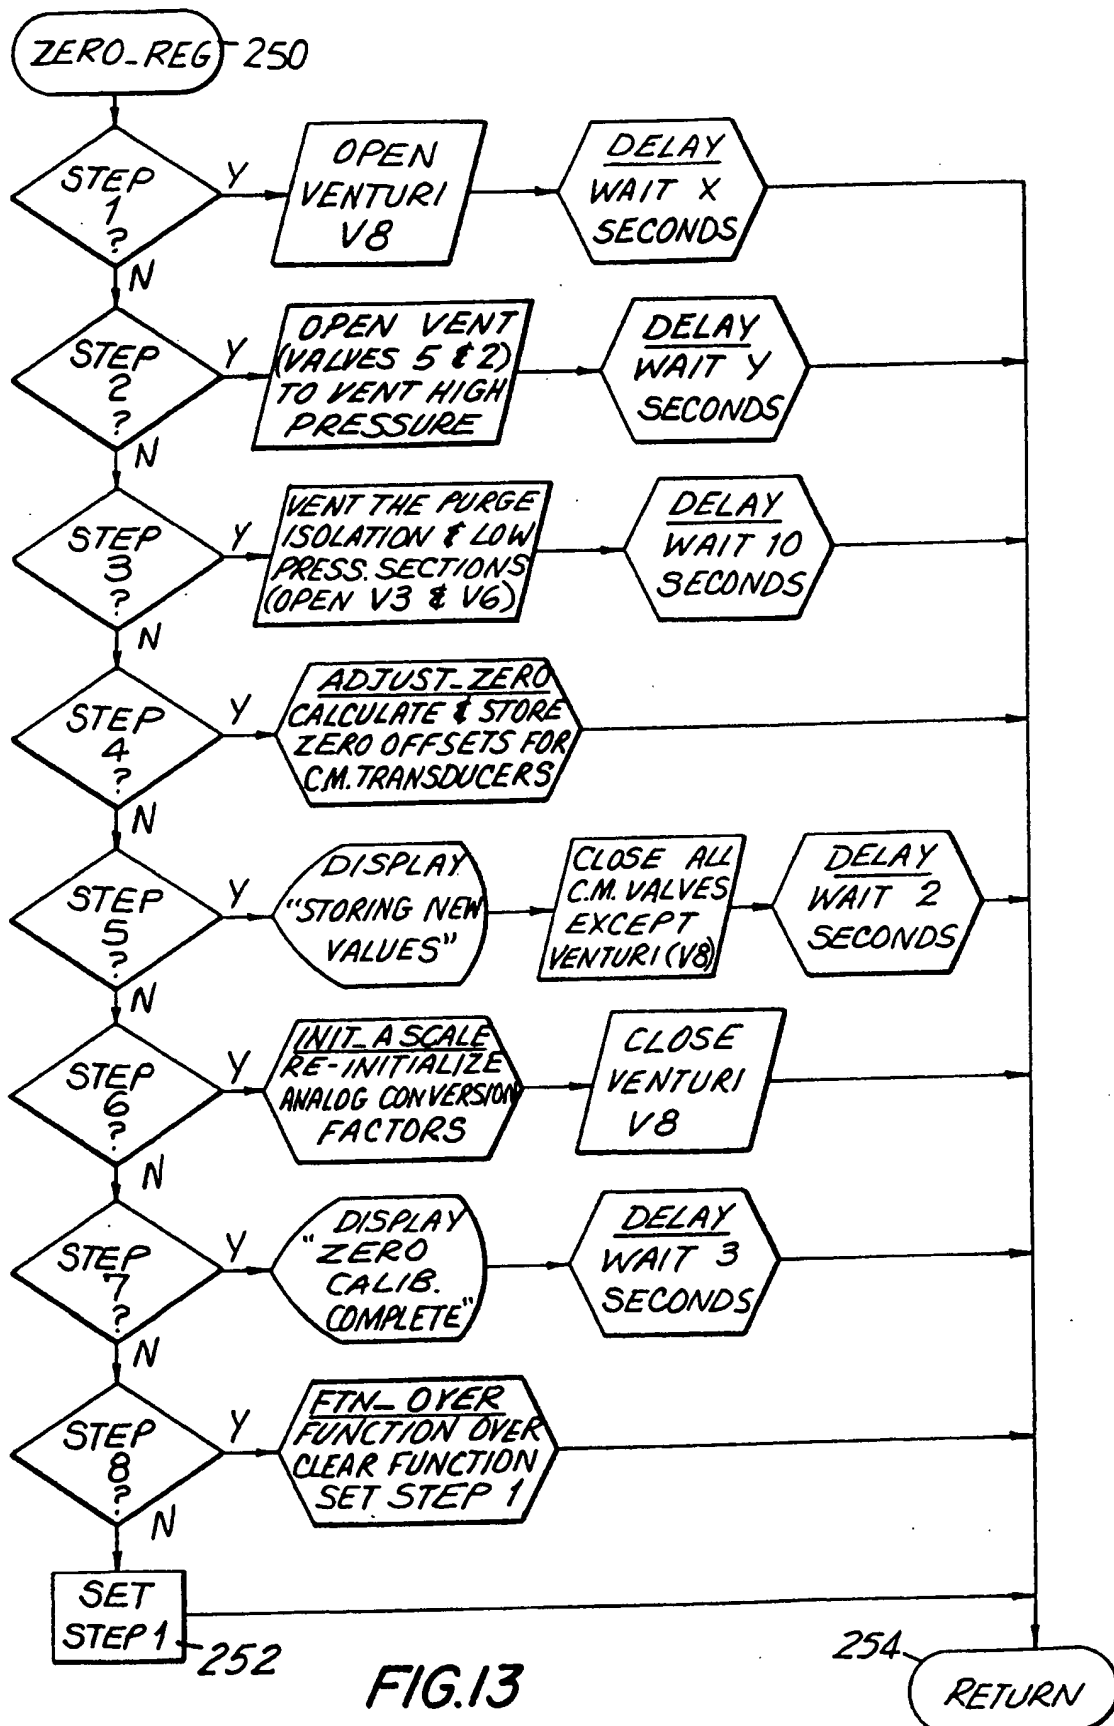 ZERO_REG 250
STEP
1
?
Y
N
OPEN
VENTURI
V8
DELAY
WAIT X
SECONDS
STEP
2
?
Y
N
OPEN VENT
(VALVES 5 & 2)
TO VENT HIGH
PRESSURE
DELAY
WAIT Y
SECONDS
STEP
3
?
Y
N
VENT THE PURGE
ISOLATION & LOW
PRESS. SECTIONS
(OPEN V3 & V6)
DELAY
WAIT 10
SECONDS
STEP
4
?
Y
N
ADJUST_ZERO
CALCULATE & STORE
ZERO OFFSETS FOR
C.M. TRANSDUCERS
STEP
5
?
Y
N
DISPLAY
"STORING NEW
VALUES"
CLOSE ALL
C.M. VALVES
EXCEPT
VENTURI (V8)
DELAY
WAIT 2
SECONDS
STEP
6
?
Y
N
INIT_A SCALE
RE-INITIALIZE
ANALOG CONVERSION
FACTORS
CLOSE
VENTURI
V8
STEP
7
?
Y
N
DISPLAY
"ZERO
CALIB.
COMPLETE"
DELAY
WAIT 3
SECONDS
STEP
8
?
Y
N
FTN_OVER
FUNCTION OVER
CLEAR FUNCTION
SET STEP 1
SET
STEP 1
252
254
RETURN
FIG.13